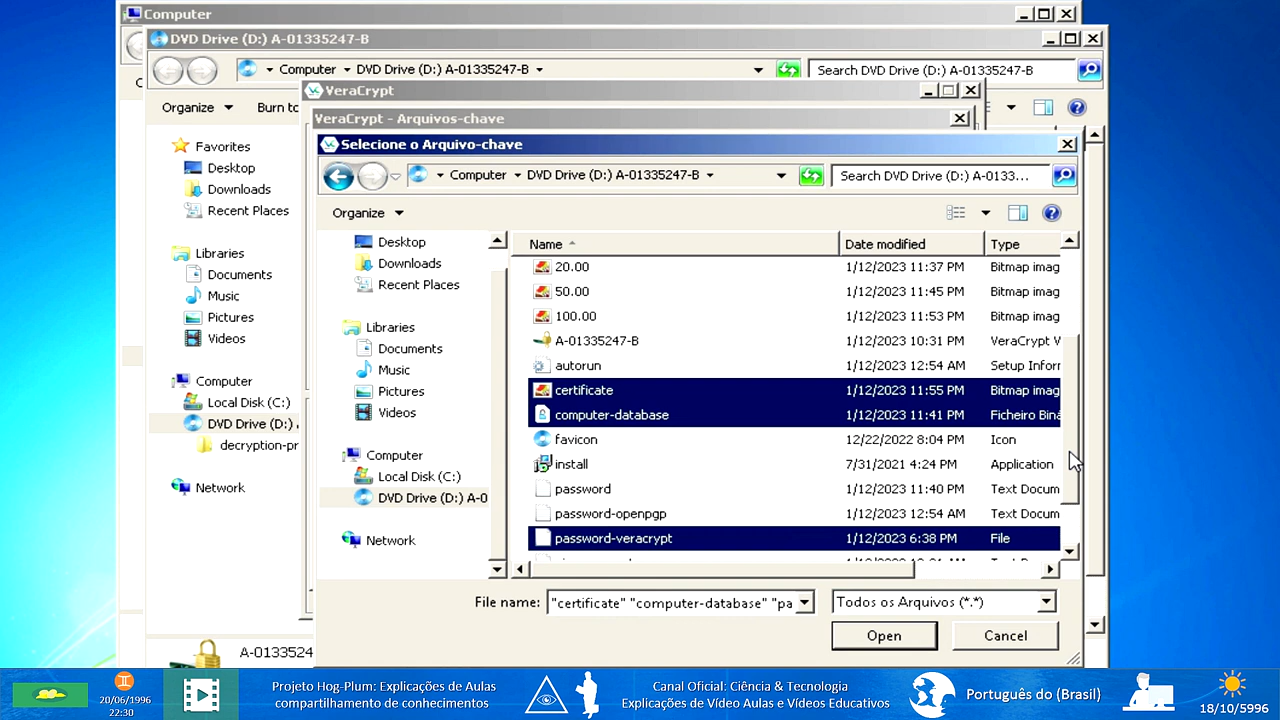 Computer
DVD Drive (D:) A-01335247-B
Computer DVD Drive (D:) A-01335247-B
Search DVD Drive (D:) A-01335247-B
VeraCrypt
Organize
Burn to
VeraCrypt - Arquivos-chave
Selecione o Arquivo-chave
Computer DVD Drive (D:) A-01335247-B
Search DVD Drive (D:) A-0133...
Organize
Favorites
Desktop
Downloads
Recent Places
Libraries
Documents
Music
Pictures
Videos
Computer
Local Disk (C:)
DVD Drive (D:)
decryption-pr
Network
Desktop
Downloads
Recent Places
Libraries
Documents
Music
Pictures
Videos
Computer
Local Disk (C:)
DVD Drive (D:) A-0
Network
Name Date modified Type
20.00 1/12/2023 11:37 PM Bitmap imag
50.00 1/12/2023 11:45 PM Bitmap imag
100.00 1/12/2023 11:53 PM Bitmap imag
A-01335247-B 1/12/2023 10:31 PM VeraCrypt V
autorun 1/12/2023 12:54 AM Setup Inforr
certificate 1/12/2023 11:55 PM Bitmap imag
computer-database 1/12/2023 11:41 PM Ficheiro Biná
favicon 12/22/2022 8:04 PM Icon
install 7/31/2021 4:24 PM Application
password 1/12/2023 11:40 PM Text Docum
password-openpgp 1/12/2023 12:54 AM Text Docum
password-veracrypt 1/12/2023 6:38 PM File
File name: "certificate" "computer-database" "pa
Todos os Arquivos (*.*)
Open Cancel
A-0133524
20/06/1996
22:30
Projeto Hog-Plum: Explicações de Aulas
compartilhamento de conhecimentos
Canal Oficial: Ciência & Tecnologia
Explicações de Vídeo Aulas e Vídeos Educativos
Português do (Brasil)
18/10/5996